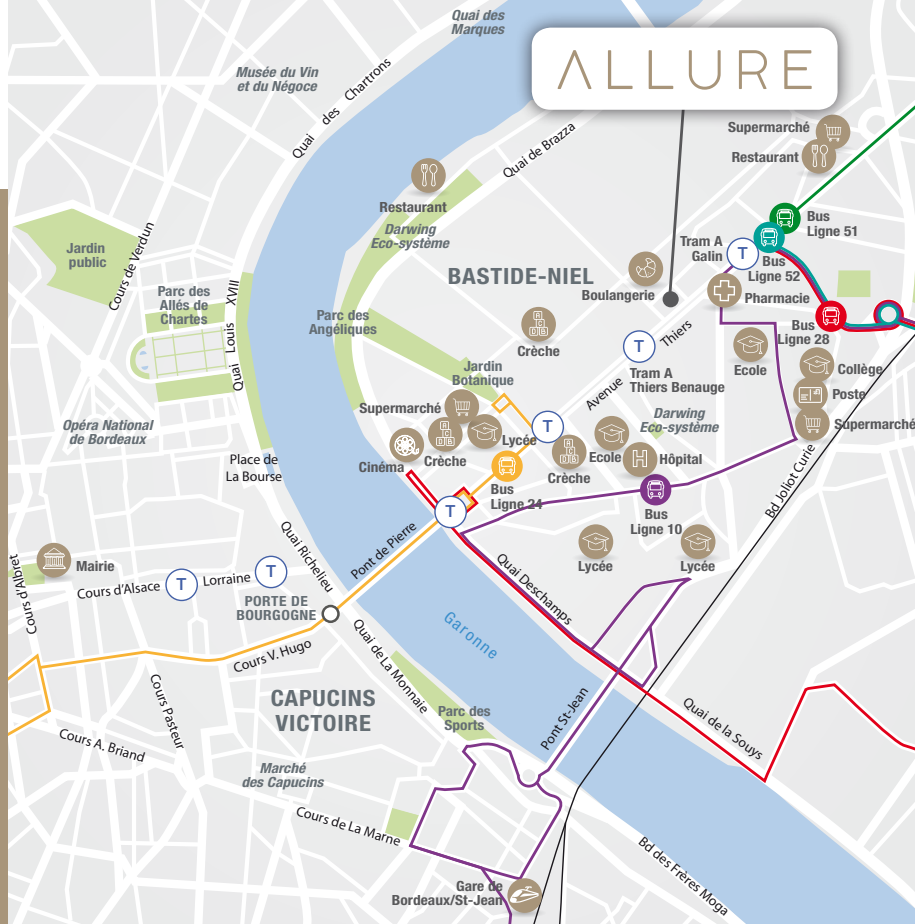 Quai des
Marques
ALLURE
Musée du Vin
et du Négoce
Quai des Chartrons
Quai de Brazza
Supermarché
Restaurant
Restaurant
Darwing
Eco-système
Bus
Ligne 51
Tram A
Galin
T
Bus
Ligne 52
Jardin
public
Cours de Verdun
BASTIDE-NIEL
Boulangerie
Pharmacie
Parc des
Allés de
Chartes
Quai Louis XVIII
Parc des
Angéliques
Crèche
A
B
C
D
Avenue Thiers
T
Tram A
Thiers Benauge
Bus
Ligne 28
Ecole
Collège
Jardin
Botanique
Poste
Supermarché
Supermarché
Lycée
T
Darwing
Eco-système
Opéra National
de Bordeaux
Cinéma
Crèche
A
B
C
D
Ecole
H
Hôpital
Place de
La Bourse
Bus
Ligne 24
Crèche
A
B
C
D
Bd Joliot Curie
T
Bus
Ligne 10
Quai Richelieu
Pont de Pierre
Lycée
Lycée
Mairie
Cours d'Albret
Cours d'Alsace
T
Lorraine
T
Quai Deschamps
PORTE DE
BOURGOGNE
Garonne
Cours V. Hugo
Quai de La Monnaie
Cours Pasteur
CAPUCINS
VICTOIRE
Parc des
Sports
Pont St-Jean
Quai de la Souys
Cours A. Briand
Marché
des Capucins
Cours de La Marne
Bd des Frères Moga
Gare de
Bordeaux/St-Jean